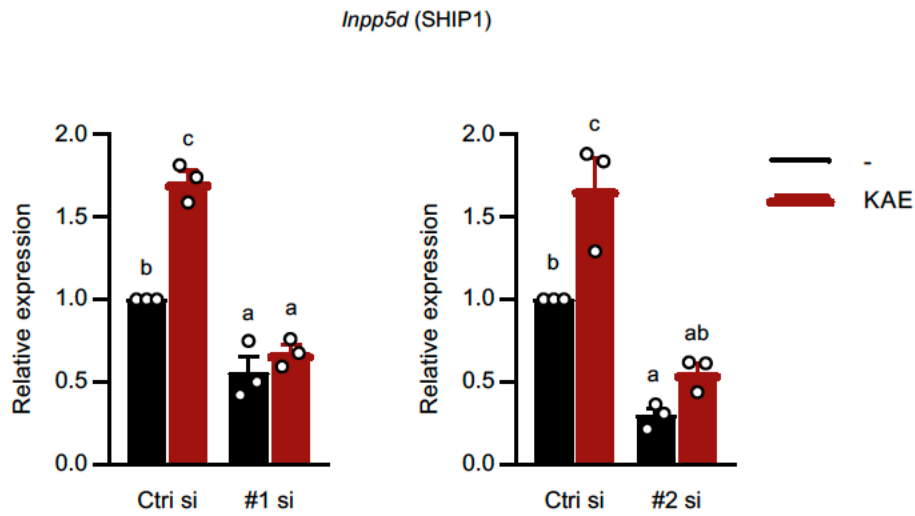 Inpp5d (SHIP1)
Relative expression
2.0
1.5
1.0
0.5
0.0
b
c
a
a
Ctri si
#1 si
Relative expression
2.0
1.5
1.0
0.5
0.0
b
c
a
ab
Ctri si
#2 si
-
KAE